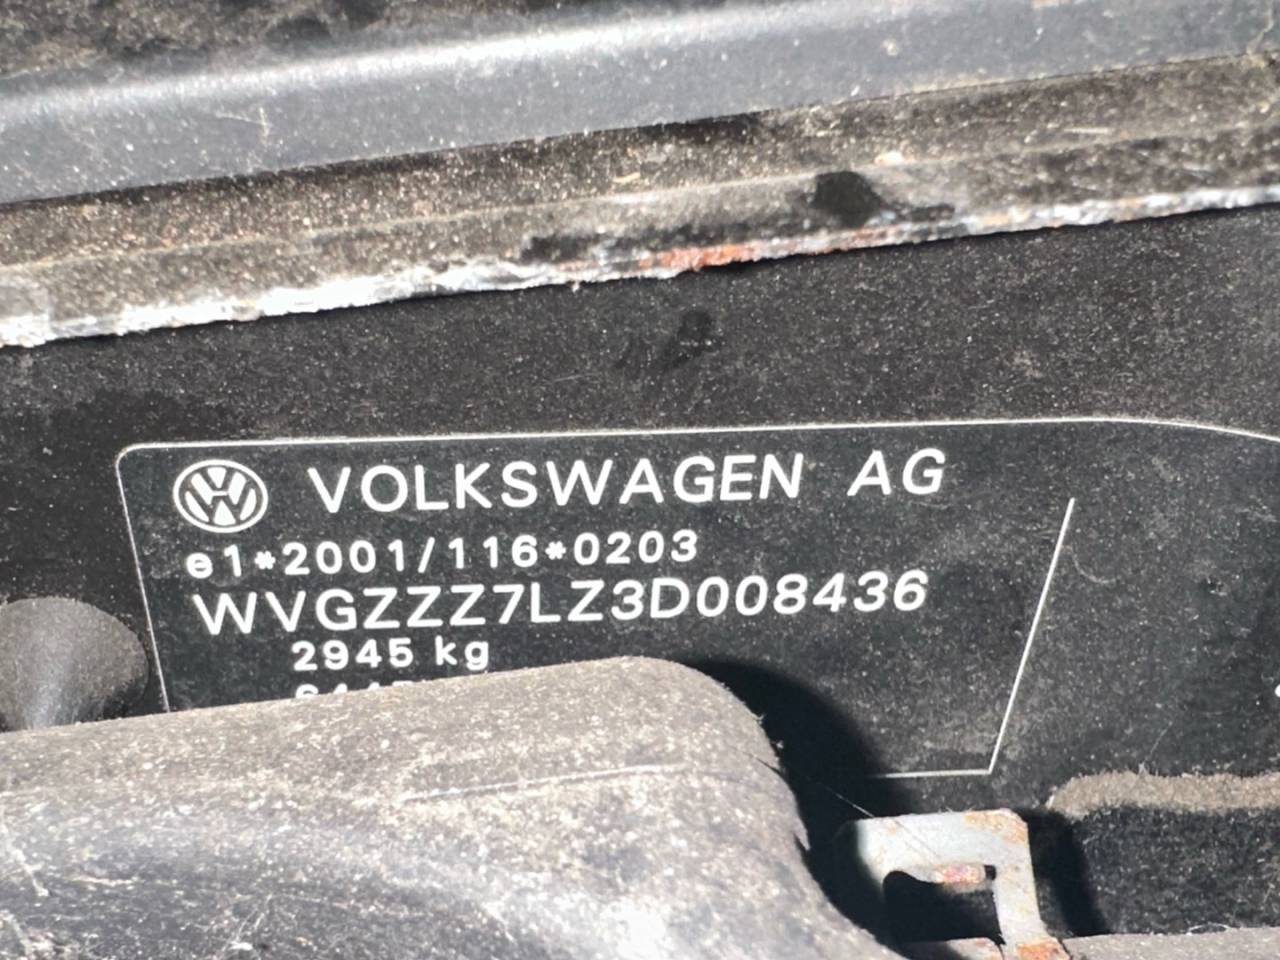 VOLKSWAGEN AG
e1*2001/116*0203
WVGZZZ7LZ3D008436
2945 kg